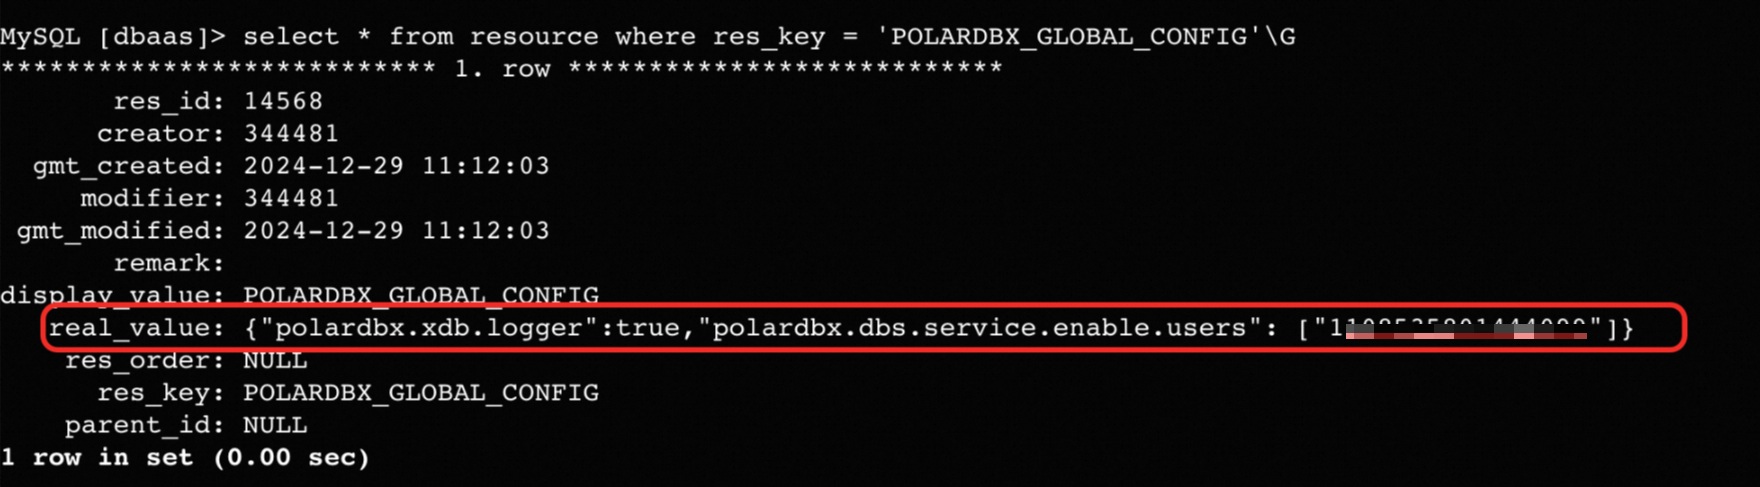 MySQL [dbaas]> select * from resource where res_key = 'POLARDBX_GLOBAL_CONFIG'\G
*************************** 1. row ***************************
res_id: 14568
creator: 344481
gmt_created: 2024-12-29 11:12:03
modifier: 344481
gmt_modified: 2024-12-29 11:12:03
remark:
display_value: POLARDBX_GLOBAL_CONFIG
real_value: {"polardbx.xdb.logger":true,"polardbx.dbs.service.enable.users": ["1"]}
res_order: NULL
res_key: POLARDBX_GLOBAL_CONFIG
parent_id: NULL
1 row in set (0.00 sec)